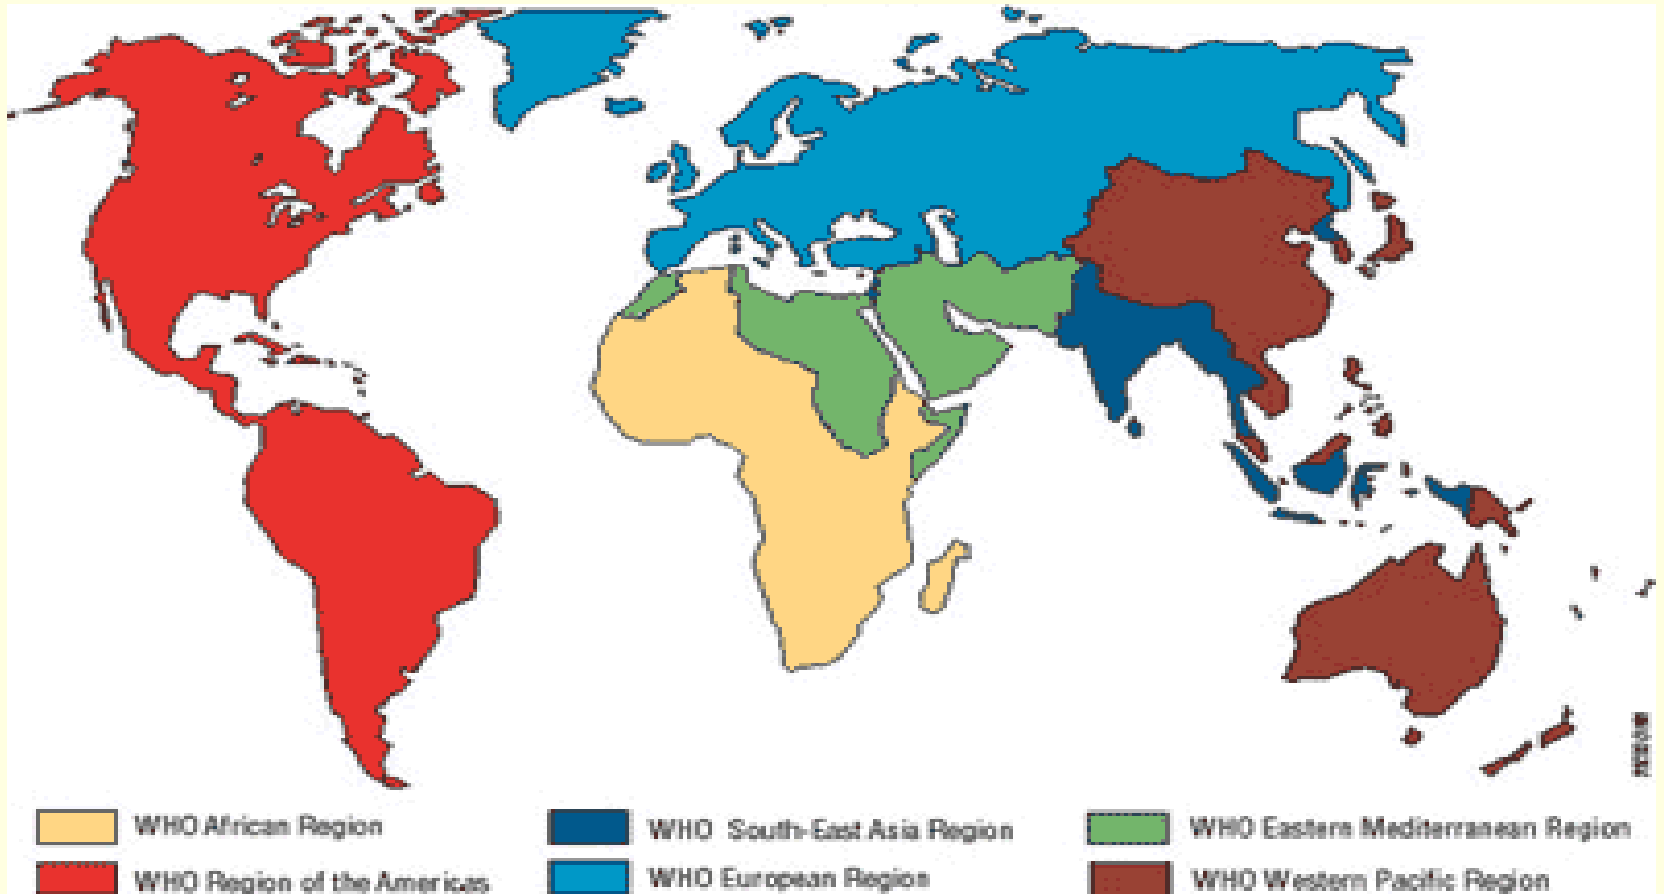 WHO African Region
WHO South-East Asia Region
WHO Eastern Mediterranean Region
WHO Region of the Americas
WHO European Region
WHO Western Pacific Region